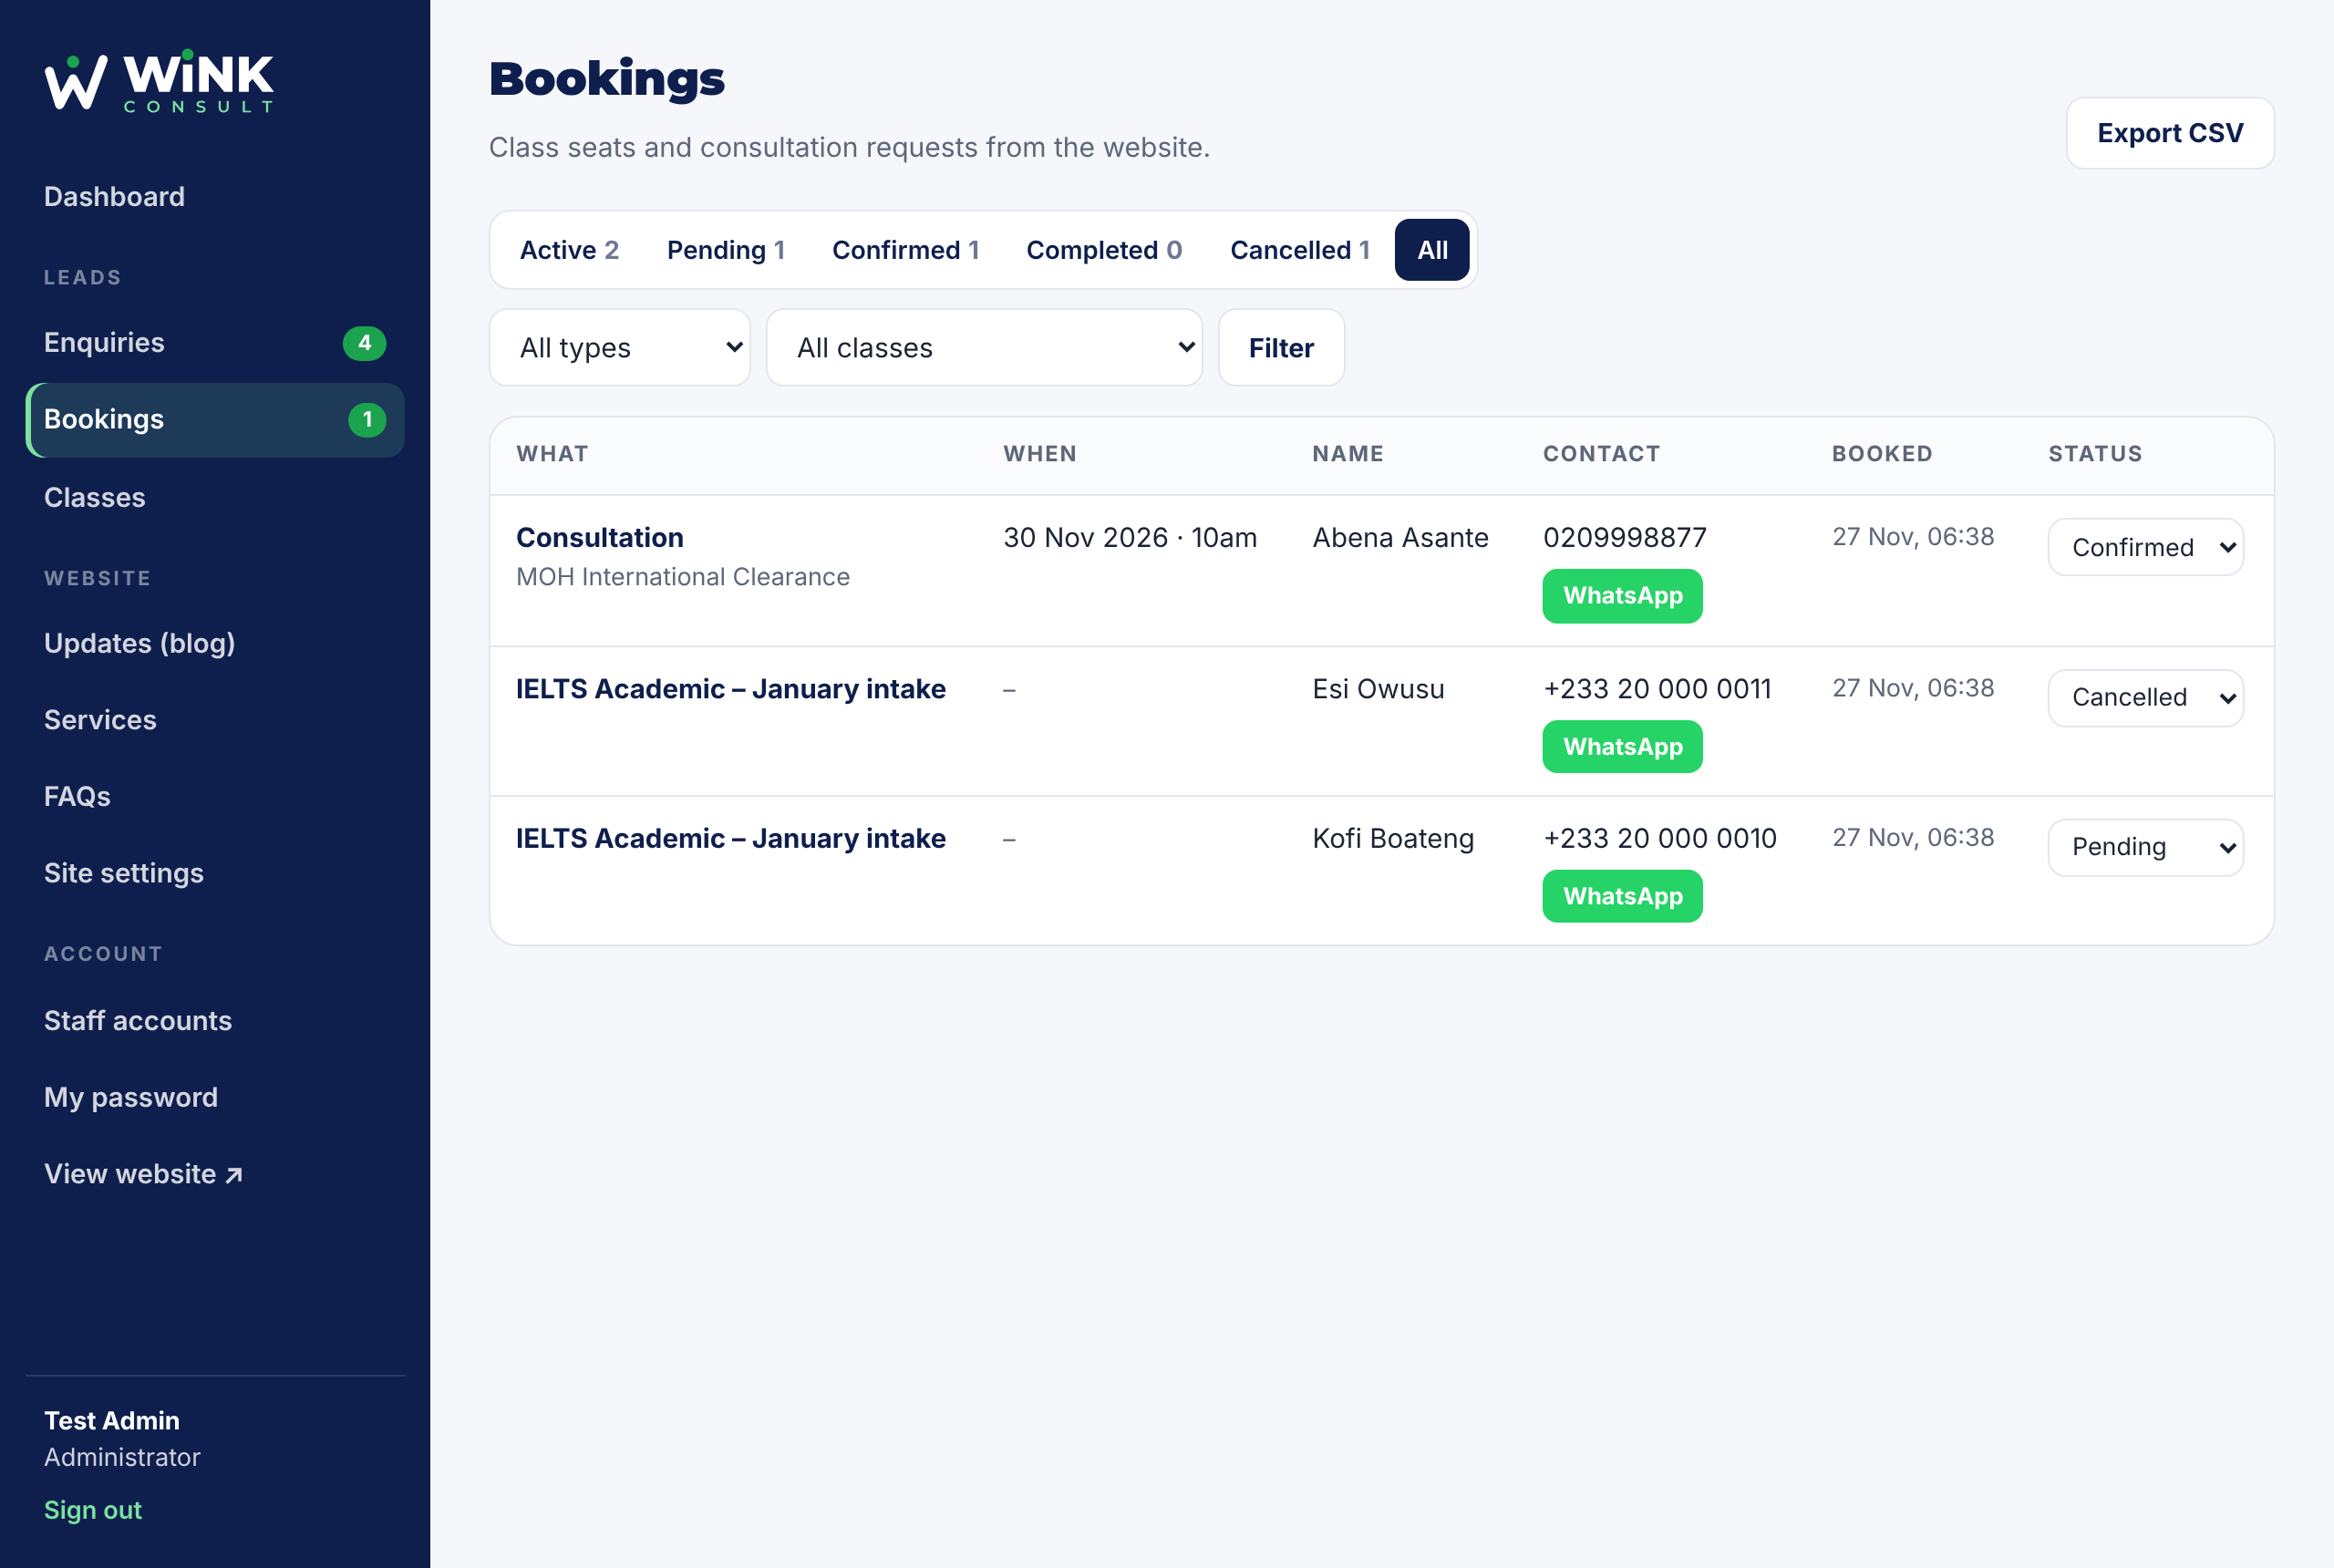 WiNK
CONSULT
Dashboard
LEADS
Enquiries 4
Bookings 1
Classes
WEBSITE
Updates (blog)
Services
FAQs
Site settings
ACCOUNT
Staff accounts
My password
View website ↗
Test Admin
Administrator
Sign out
Bookings
Class seats and consultation requests from the website.
Export CSV
Active 2 Pending 1 Confirmed 1 Completed 0 Cancelled 1 All
All types All classes Filter
WHAT WHEN NAME CONTACT BOOKED STATUS
Consultation 30 Nov 2026 · 10am Abena Asante 0209998877 27 Nov, 06:38 Confirmed
MOH International Clearance
WhatsApp
IELTS Academic – January intake – Esi Owusu +233 20 000 0011 27 Nov, 06:38 Cancelled
WhatsApp
IELTS Academic – January intake – Kofi Boateng +233 20 000 0010 27 Nov, 06:38 Pending
WhatsApp